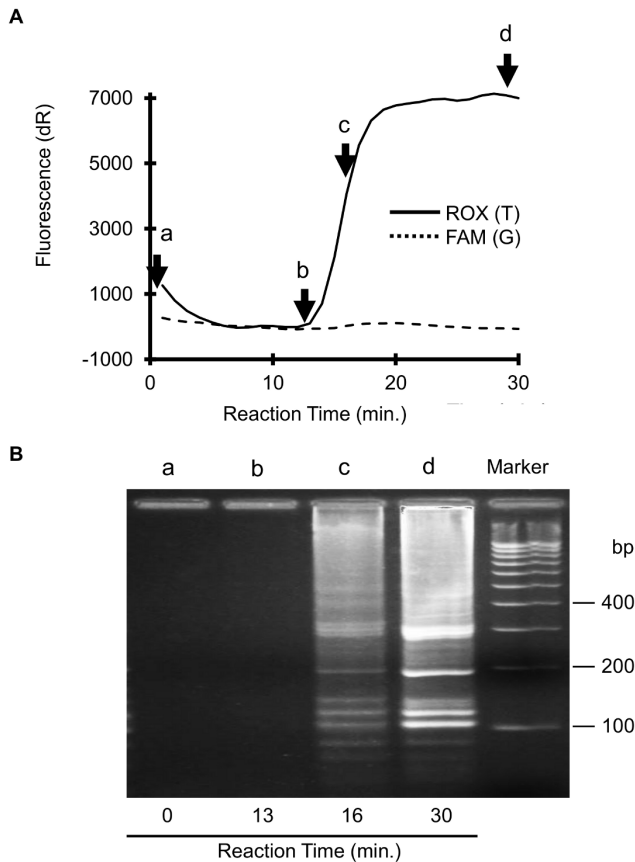 A
d
7000
c
5000
Fluorescence (dR)
3000
ROX (T)
FAM (G)
a
b
1000
-1000
0 10 20 30
Reaction Time (min.)
B
a b c d Marker
bp
400
200
100
0 13 16 30
Reaction Time (min.)